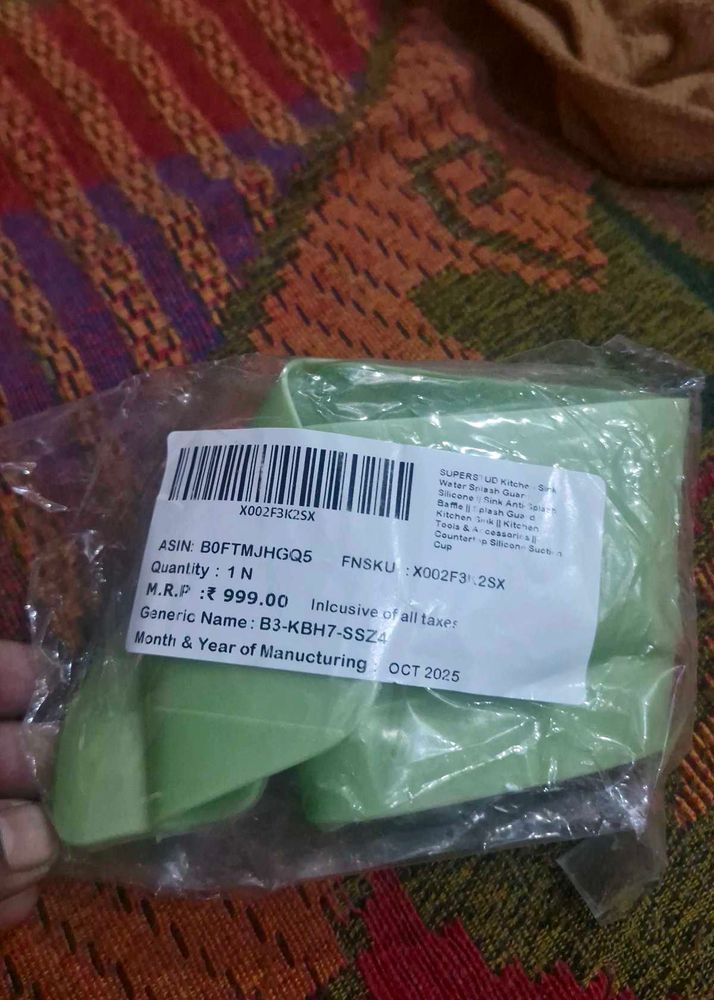 X002F3K2SX
SUPERSTUD Kitchen Sink
Water Splash Guard
Silicone || Sink Anti Splash
Baffle || Splash Guard
Kitchen Sink || Kitchen
Tools & Accessories ||
Countertop Silicone Suction
Cup
ASIN: B0FTMJHGQ5 FNSKU : X002F3K2SX
Quantity : 1 N
M.R.P :₹ 999.00 Inlcusive of all taxes
Generic Name : B3-KBH7-SSZ4
Month & Year of Manucturing : OCT 2025